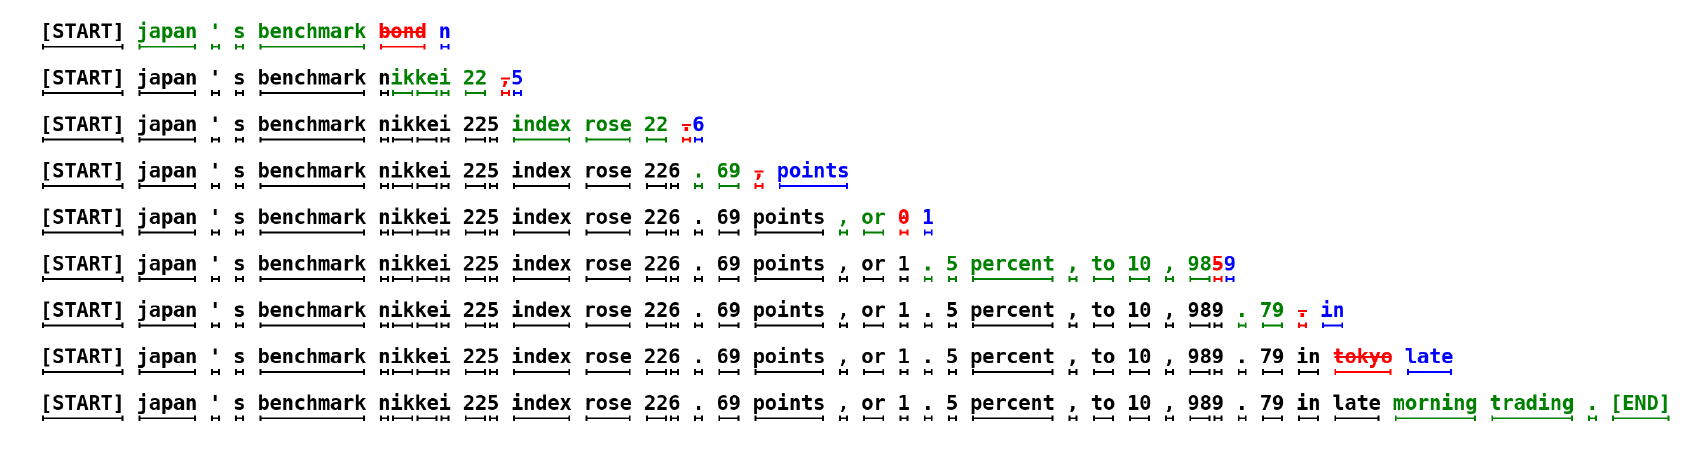 [START] japan ' s benchmark bond n
[START] japan ' s benchmark nikkei 22 ,5
[START] japan ' s benchmark nikkei 225 index rose 22 .6
[START] japan ' s benchmark nikkei 225 index rose 226 . 69 , points
[START] japan ' s benchmark nikkei 225 index rose 226 . 69 points , or 0 1
[START] japan ' s benchmark nikkei 225 index rose 226 . 69 points , or 1 . 5 percent , to 10 , 9859
[START] japan ' s benchmark nikkei 225 index rose 226 . 69 points , or 1 . 5 percent , to 10 , 989 . 79 . in
[START] japan ' s benchmark nikkei 225 index rose 226 . 69 points , or 1 . 5 percent , to 10 , 989 . 79 in tokyo late
[START] japan ' s benchmark nikkei 225 index rose 226 . 69 points , or 1 . 5 percent , to 10 , 989 . 79 in late morning trading . [END]